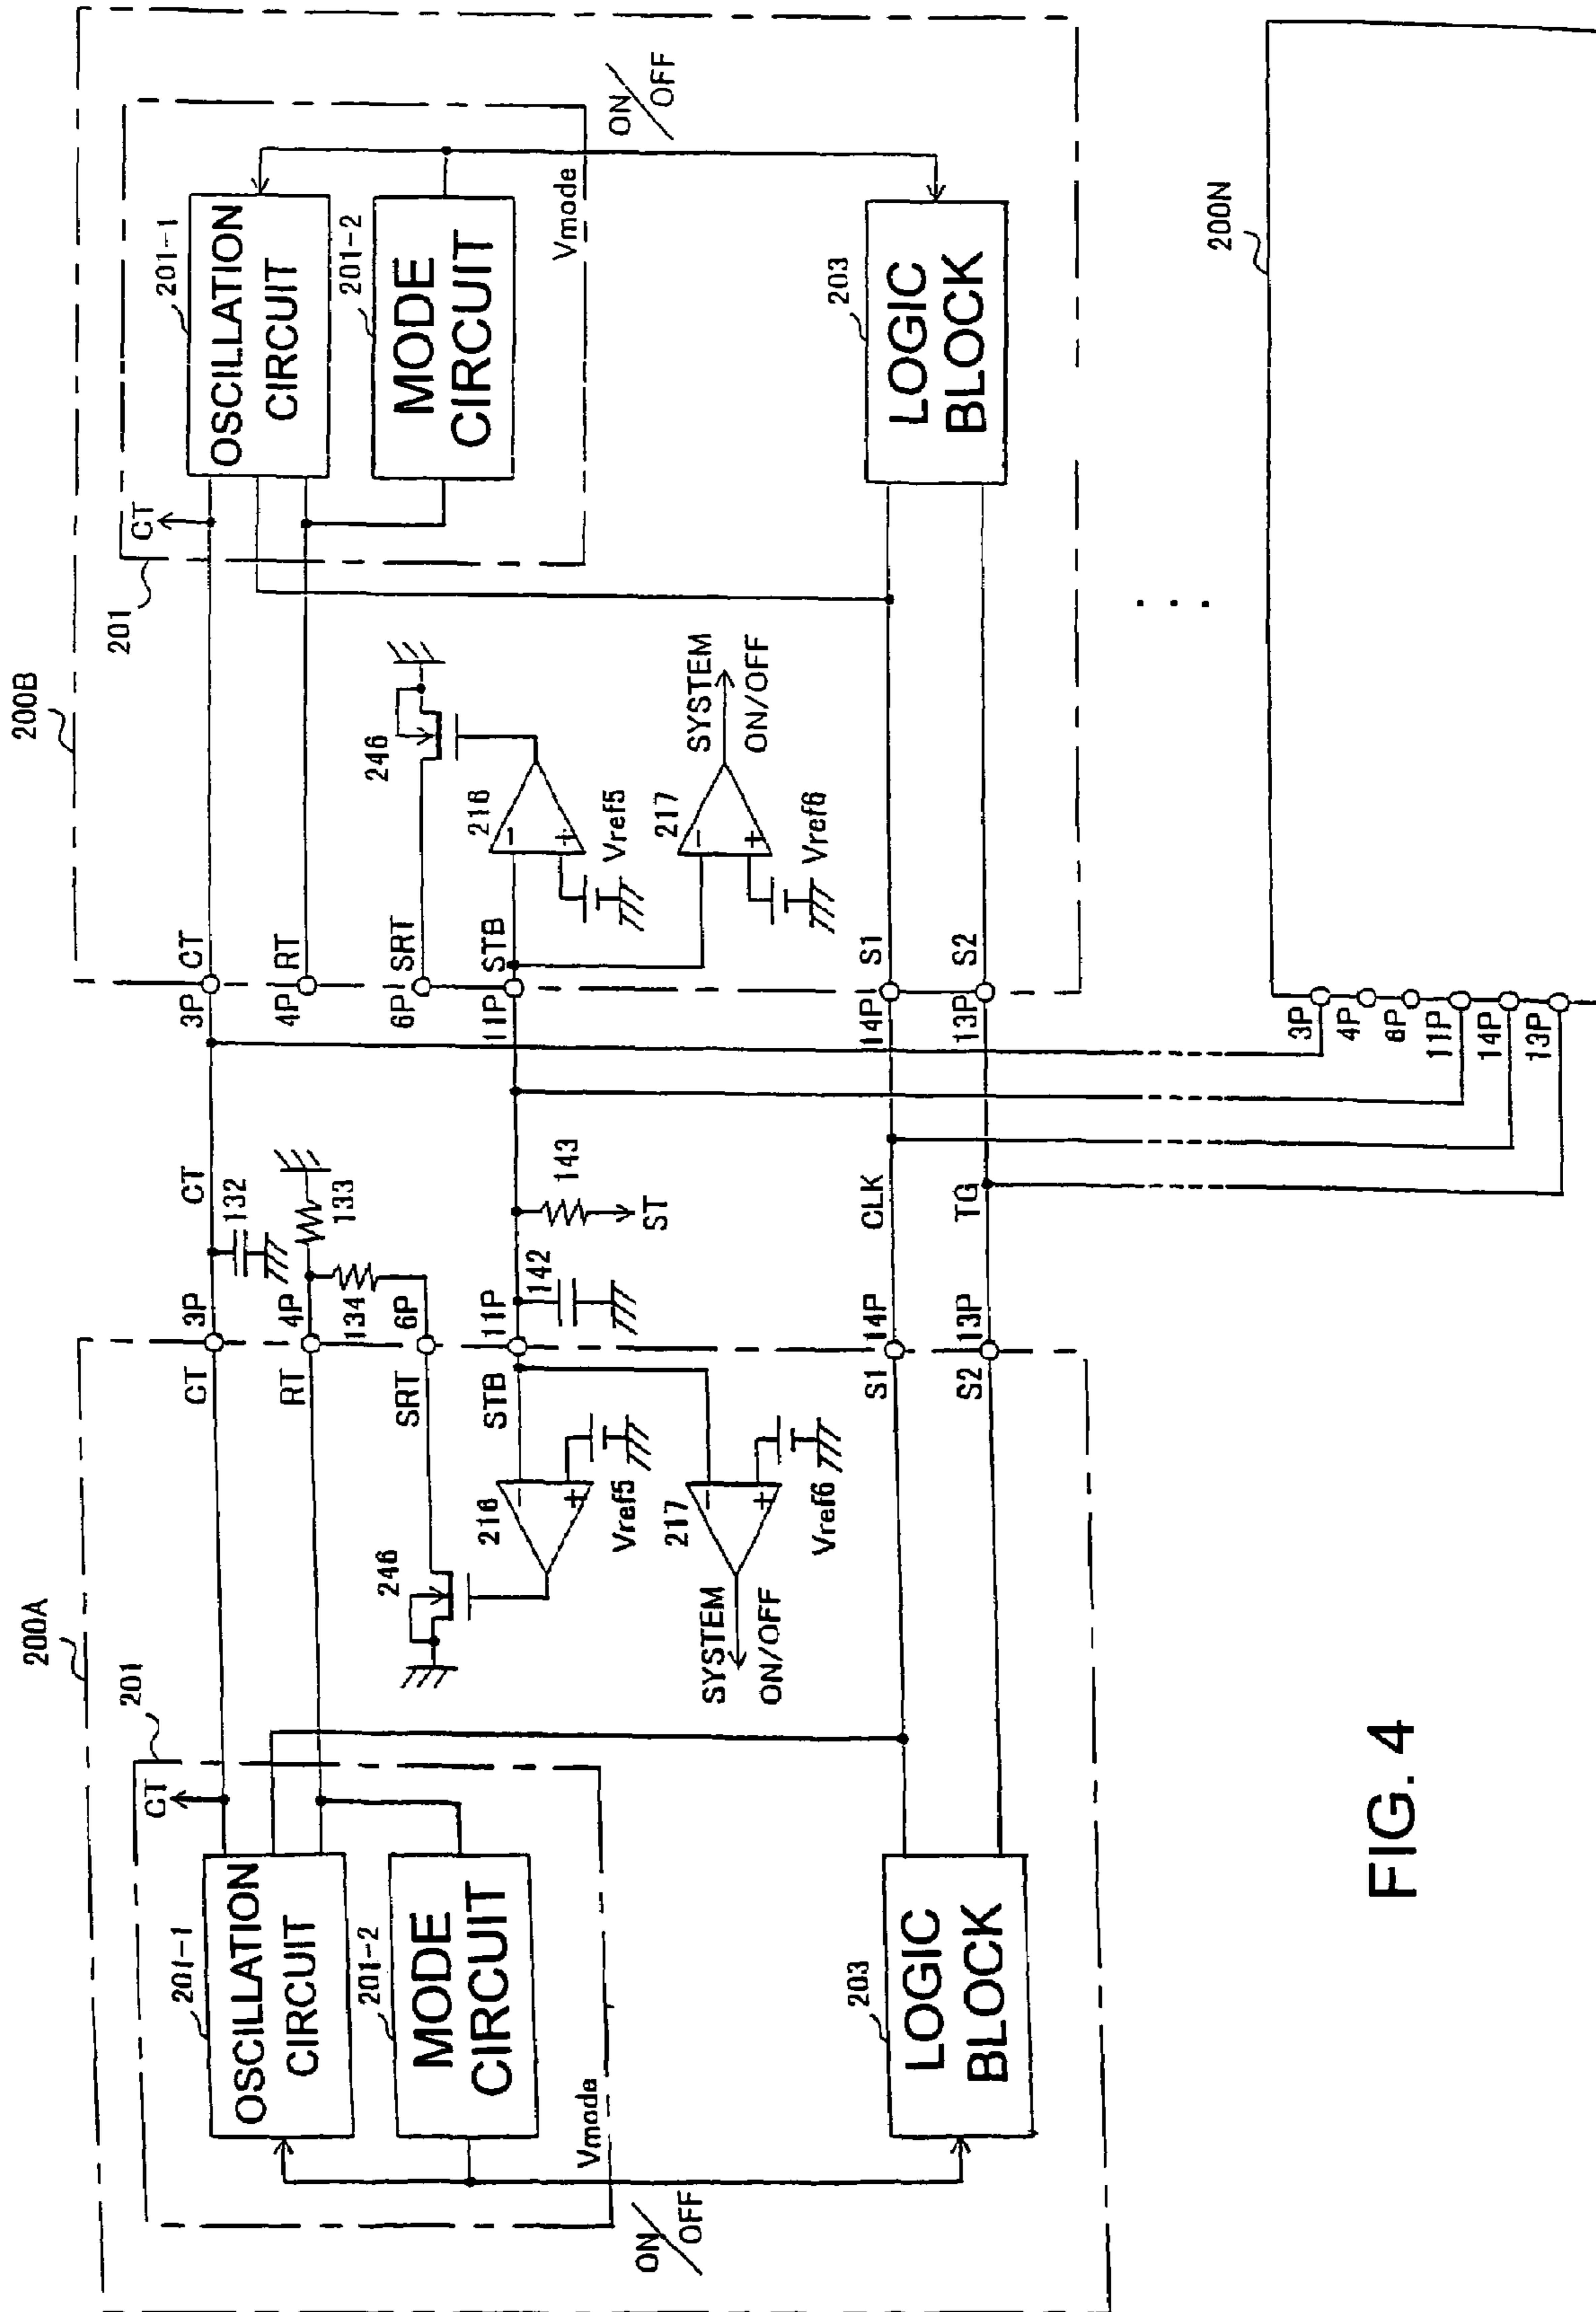 200A
201
CT
201-1
OSCILLATION
CIRCUIT
201-2
MODE
CIRCUIT
Vmode
ON/OFF
203
LOGIC
BLOCK
CT
RT
SRT
STB
S1
S2
246
216
Vref5
217
Vref6
SYSTEM
ON/OFF
3P
4P
6P
11P
14P
13P
CT
132
133
134
142
143
ST
CLK
TG
200B
3P
4P
6P
11P
14P
13P
CT
RT
SRT
STB
S1
S2
246
216
Vref5
217
Vref6
SYSTEM
ON/OFF
201
CT
201-1
OSCILLATION
CIRCUIT
201-2
MODE
CIRCUIT
Vmode
ON/OFF
203
LOGIC
BLOCK
. . .
200N
3P
4P
6P
11P
14P
13P
FIG. 4